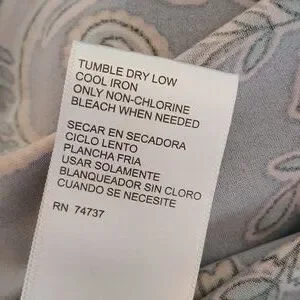 TUMBLE DRY LOW
COOL IRON
ONLY NON-CHLORINE
BLEACH WHEN NEEDED
SECAR EN SECADORA
CICLO LENTO
PLANCHA FRIA
USAR SOLAMENTE
BLANQUEADOR SIN CLORO
CUANDO SE NECESITE
RN 74737